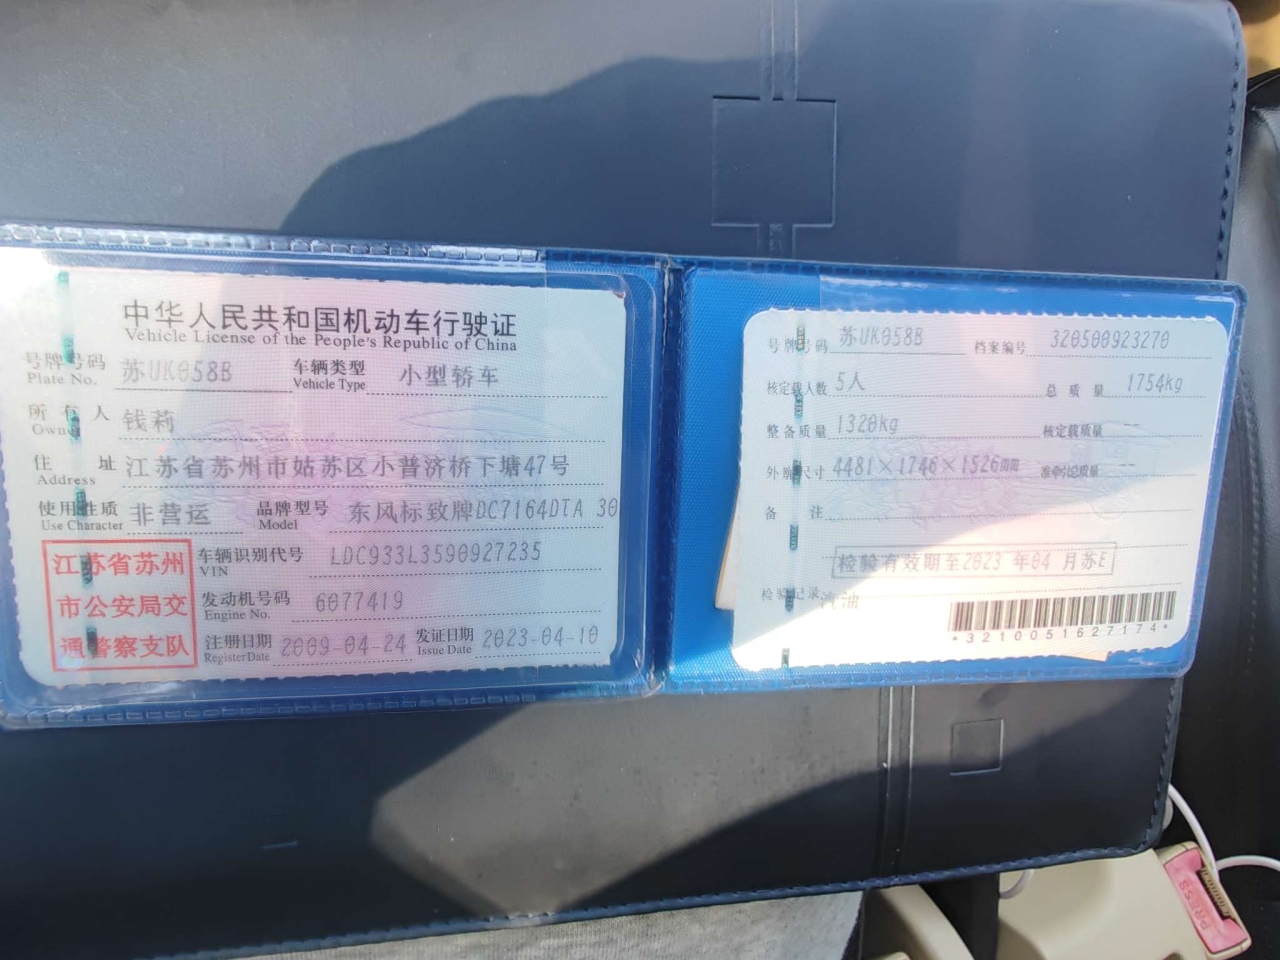 中华人民共和国机动车行驶证
Vehicle License of the People's Republic of China
号牌号码 苏UK058B 车辆类型 小型轿车
Plate No. Vehicle Type
所有人 钱莉
Owner
住址 江苏省苏州市姑苏区小普济桥下塘47号
Address
使用性质 非营运 品牌型号 东风标致牌DC7164DTA 30
Use Character Model
江苏省苏州
市公安局交
通警察支队
车辆识别代号 LDC933L3590927235
VIN
发动机号码 6077419
Engine No.
注册日期 2009-04-24 发证日期 2023-04-10
Register Date Issue Date
号牌号码 苏UK058B 档案编号 320500923270
核定载人数 5人 总质量 1754kg
整备质量 1320kg 核定载质量 --
外廓尺寸 4481×1746×1526mm 准牵引总质量 --
备注
检验有效期至2023年04月苏E
检验记录 汽油
*3210051627174*
PRESS